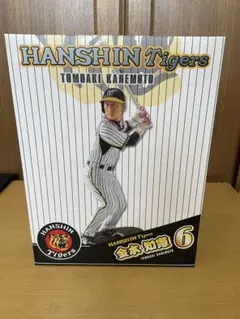 HANSHIN Tigers
TOMOAKI KANEMOTO
HANSHIN Tigers
金本 知憲 6
TOMOAKI KANEMOTO
HANSHIN
Tigers